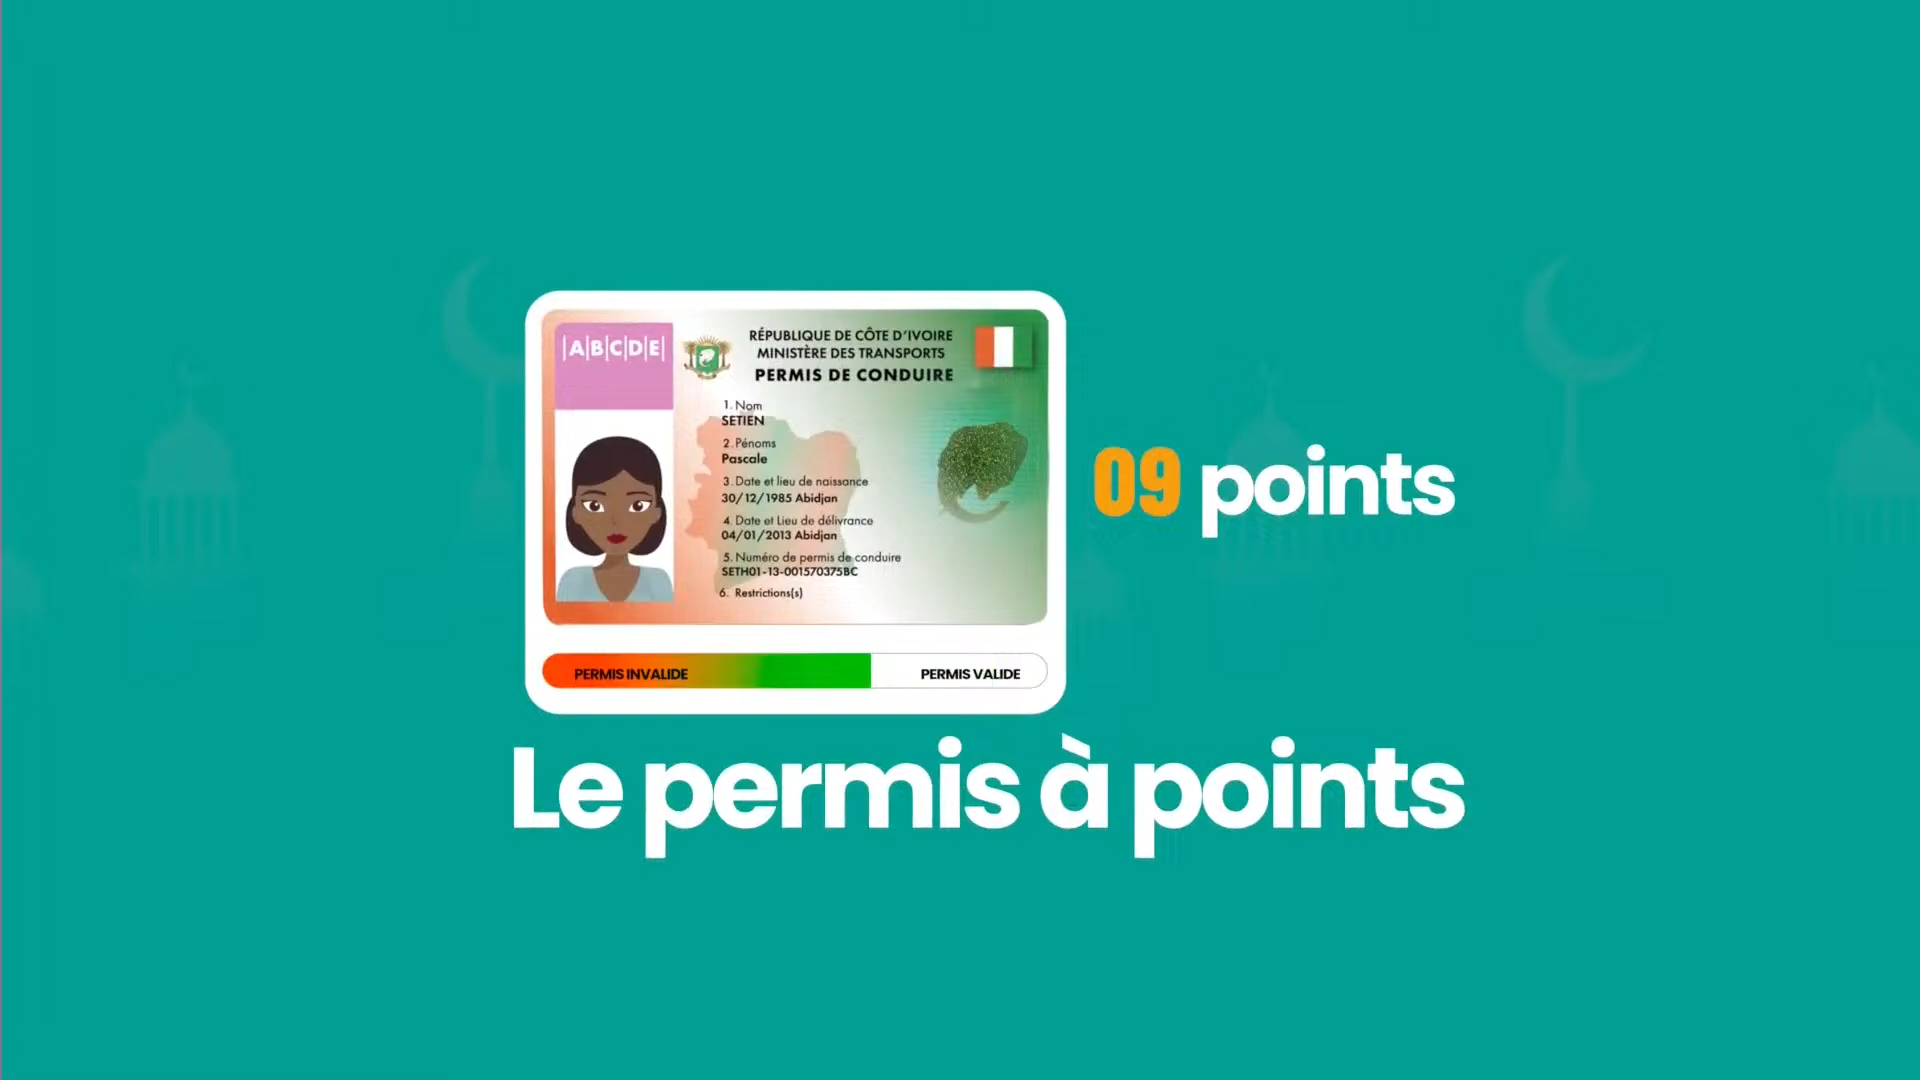 |A|B|C|D|E|
RÉPUBLIQUE DE CÔTE D'IVOIRE
MINISTÈRE DES TRANSPORTS
PERMIS DE CONDUIRE
1. Nom
SETIEN
2. Pénoms
Pascale
3. Date et lieu de naissance
30/12/1985 Abidjan
4. Date et Lieu de délivrance
04/01/2013 Abidjan
5. Numéro de permis de conduire
SETH01-13-001570375BC
6. Restrictions(s)
09 points
PERMIS INVALIDE
PERMIS VALIDE
Le permis à points